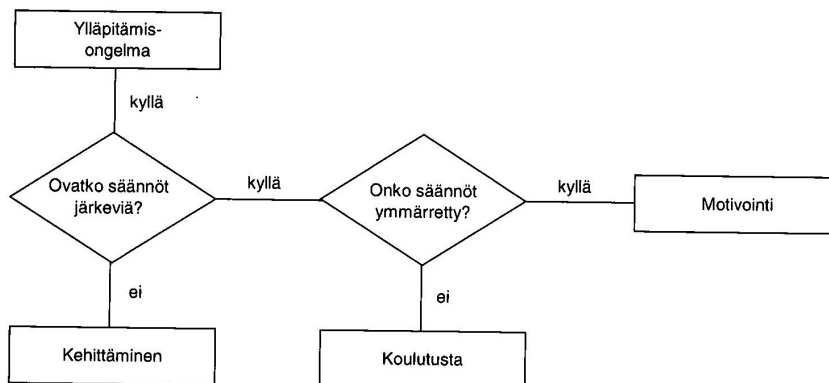 Ylläpitämis-
ongelma
kyllä
Ovatko säännöt
järkeviä?
kyllä
Onko säännöt
ymmärretty?
kyllä
Motivointi
ei
ei
Kehittäminen
Koulutusta